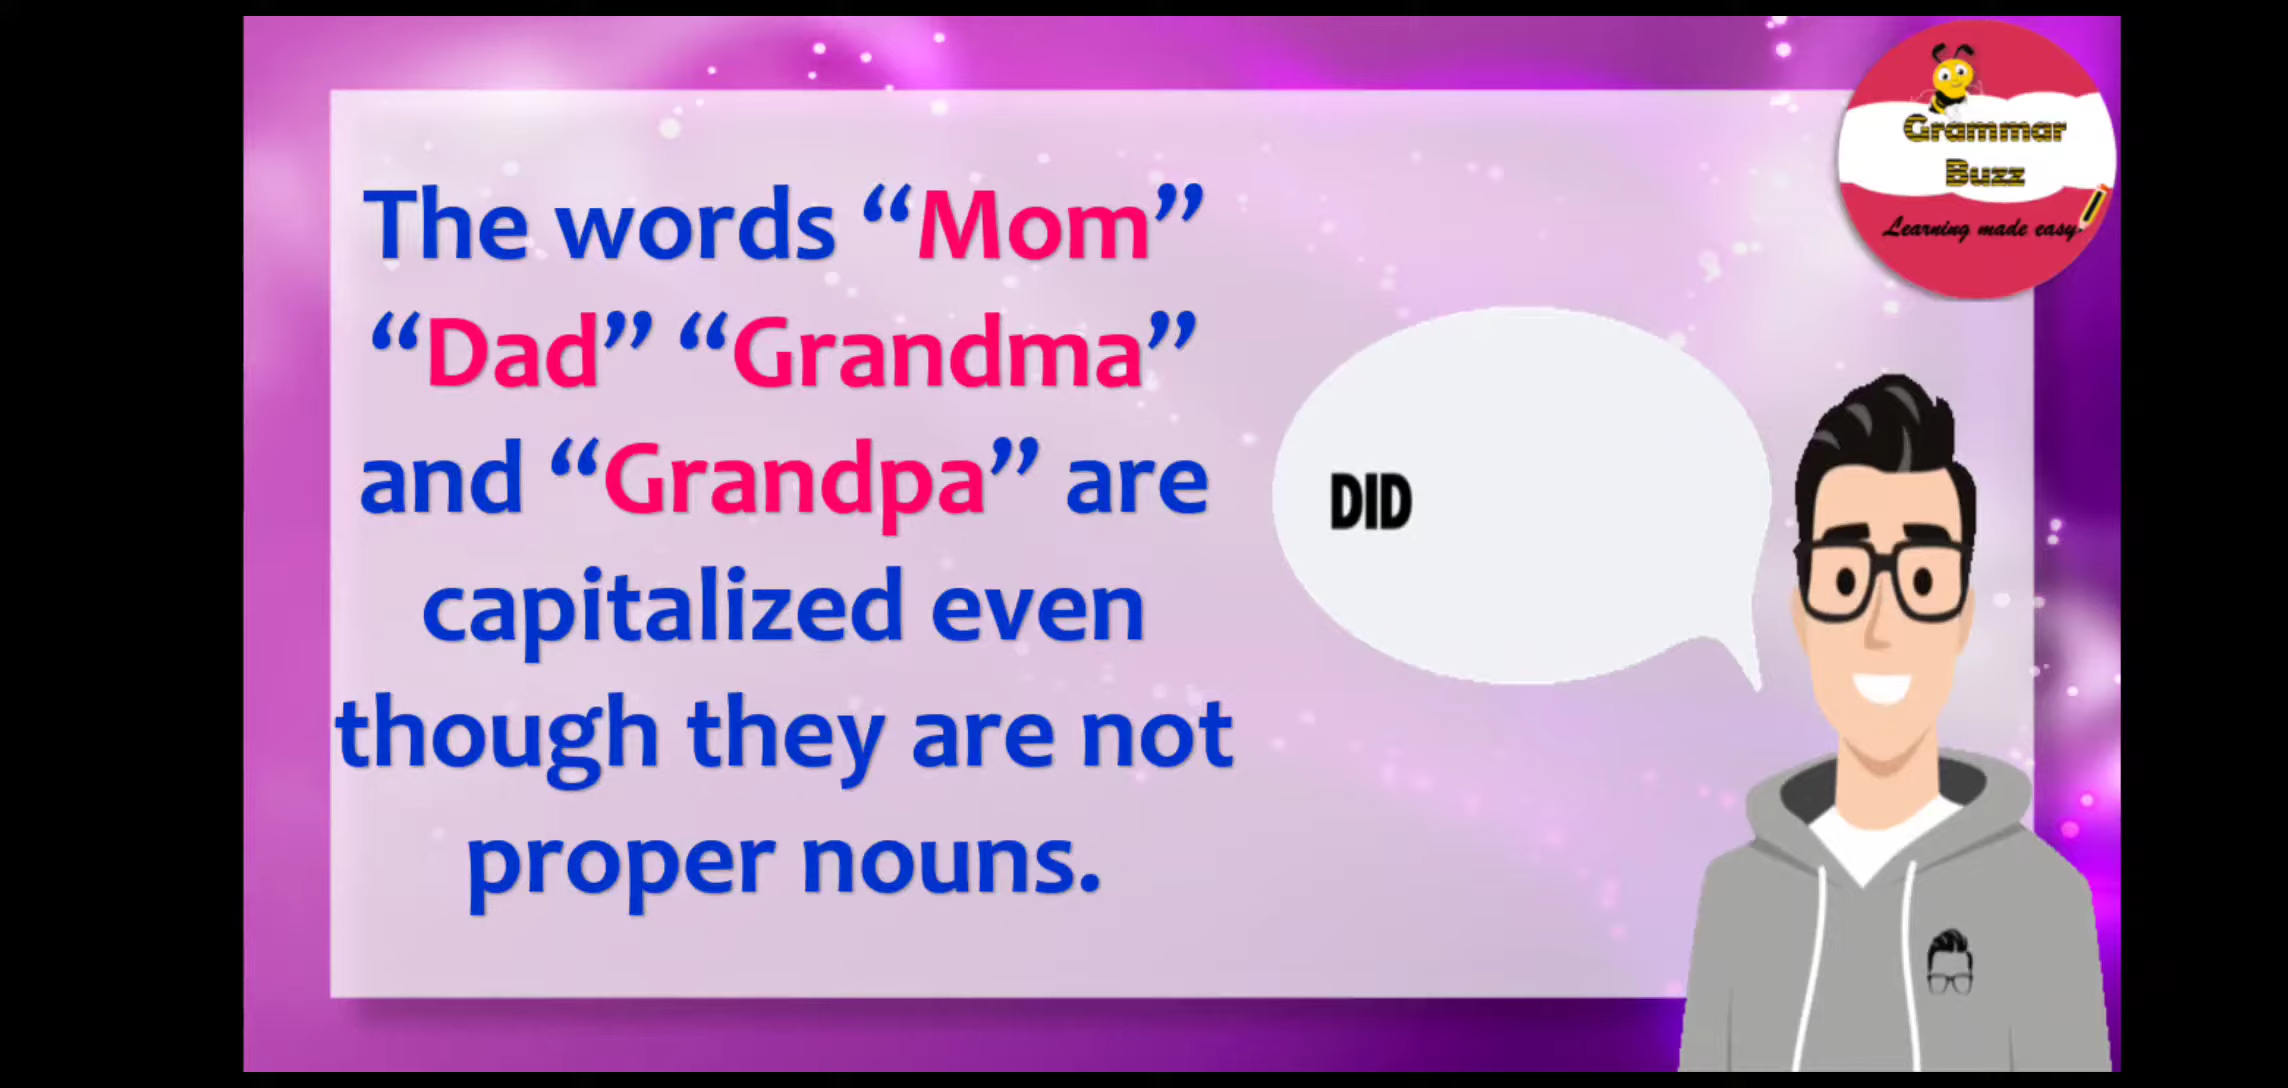 The words “Mom”
“Dad” “Grandma”
and “Grandpa” are
capitalized even
though they are not
proper nouns.
DID
Grammar
Buzz
Learning made easy